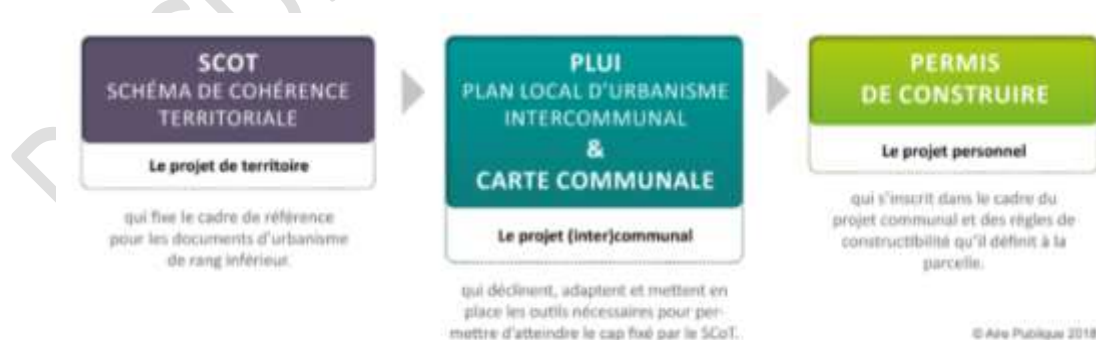 SCOT
SCHÉMA DE COHÉRENCE
TERRITORIALE
Le projet de territoire
qui fixe le cadre de référence
pour les documents d'urbanisme
de rang inférieur.
PLUI
PLAN LOCAL D'URBANISME
INTERCOMMUNAL
&
CARTE COMMUNALE
Le projet (inter)communal
qui déclinent, adaptent et mettent en
place les outils nécessaires pour per-
mettre d'atteindre le cap fixé par le SCoT.
PERMIS
DE CONSTRUIRE
Le projet personnel
qui s'inscrit dans le cadre du
projet communal et des règles de
constructibilité qu'il définit à la
parcelle.
© Aire Publique 2018